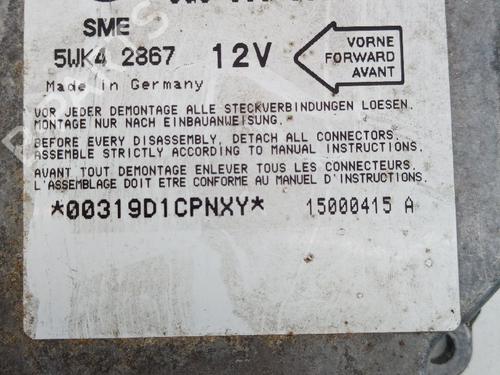 SME
5WK4 2867 12V
VORNE
FORWARD
AVANT
Made in Germany
VOR JEDER DEMONTAGE ALLE STECKVERBINDUNGEN LOESEN.
MONTAGE NUR NACH EINBAUANWEISUNG.
BEFORE EVERY DISASSEMBLY, DETACH ALL CONNECTORS.
ASSEMBLE STRICTLY ACCORDING TO MANUAL INSTRUCTIONS.
AVANT TOUT DEMONTAGE ENLEVER TOUS LES CONNECTEURS.
L'ASSEMBLAGE DOIT ETRE CONFORME AU MANUEL D'INSTRUCTIONS.
*00319D1CPNXY* 15000415 A